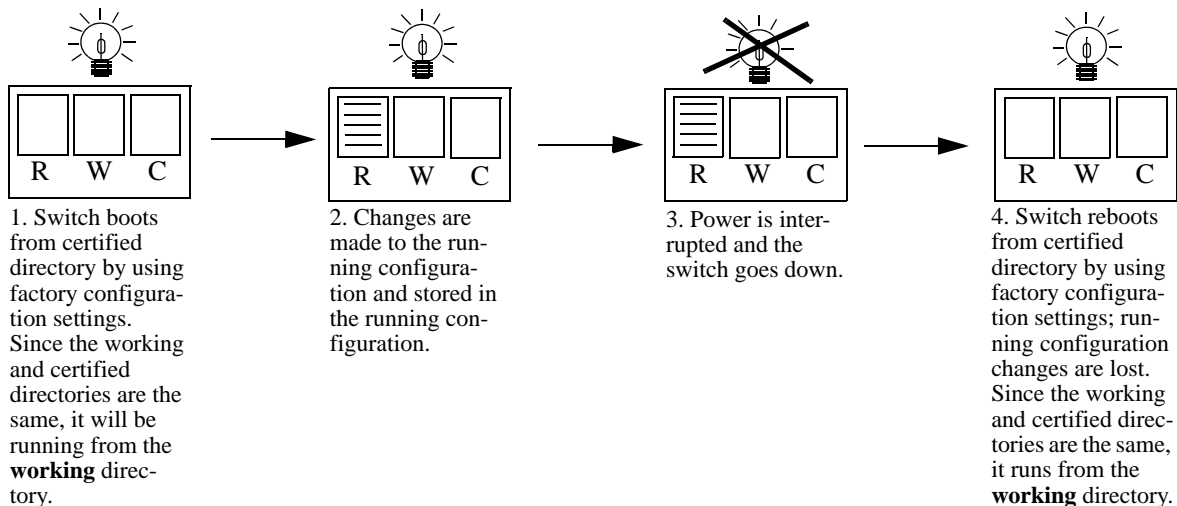 R W C
R W C
R W C
R W C
1. Switch boots
from certified
directory by using
factory configura-
tion settings.
Since the working
and certified
directories are the
same, it will be
running from the
working direc-
tory.
2. Changes are
made to the run-
ning configura-
tion and stored in
the running con-
figuration.
3. Power is inter-
rupted and the
switch goes down.
4. Switch reboots
from certified
directory by using
factory configura-
tion settings; run-
ning configuration
changes are lost.
Since the working
and certified direc-
tories are the same,
it runs from the
working directory.